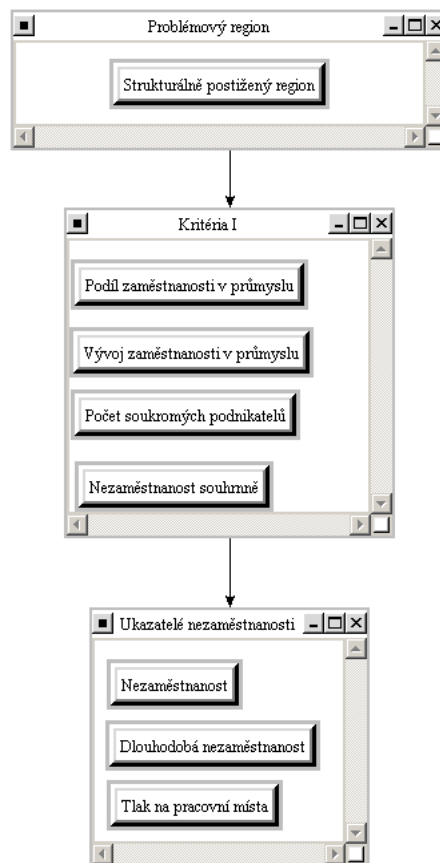 Problémový region
Strukturálně postižený region
Kritéria I
Podíl zaměstnanosti v průmyslu
Vývoj zaměstnanosti v průmyslu
Počet soukromých podnikatelů
Nezaměstnanost souhrnně
Ukazatelé nezaměstnanosti
Nezaměstnanost
Dlouhodobá nezaměstnanost
Tlak na pracovní místa